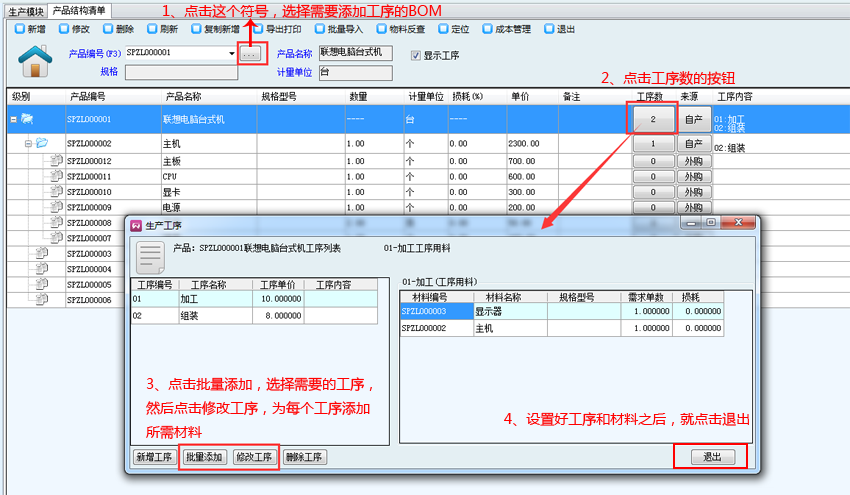 生产模块 产品结构清单
1、点击这个符号，选择需要添加工序的BOM
新增 修改 删除 刷新 复制新增 导出打印 批量导入 物料反查 定位 成本管理 退出
产品编号(F3) SPZL000001 ... 产品名称 联想电脑台式机 显示工序
规格 计量单位 台
2、点击工序数的按钮
级别 产品编号 产品名称 规格型号 数量 计量单位 损耗(%) 单价 备注 工序数 来源 工序内容
SPZL000001 联想电脑台式机 ---- 台 ---- 2 自产 01:加工
02:组装
SPZL000002 主机 1.00 个 0.00 2300.00 1 自产 02:组装
SPZL000012 主板 1.00 个 0.00 700.00 0 外购
SPZL000011 CPU 1.00 个 0.00 600.00 0 外购
SPZL000010 显卡 1.00 个 0.00 300.00 0 外购
SPZL000009 电源 1.00 个 0.00 200.00 0 外购
SPZL000008
SPZL000007
SPZL000003
SPZL000004
SPZL000005
SPZL000006
生产工序
产品: SPZL000001联想电脑台式机工序列表 01-加工工序用料
工序编号 工序名称 工序单价 工序内容
01 加工 10.000000
02 组装 8.000000
01-加工(工序用料)
材料编号 材料名称 规格型号 需求单数 损耗
SPZL000003 显示器 1.000000 0.000000
SPZL000002 主机 1.000000 0.000000
3、点击批量添加，选择需要的工序，
然后点击修改工序，为每个工序添加
所需材料
4、设置好工序和材料之后，就点击退出
新增工序 批量添加 修改工序 删除工序 退出